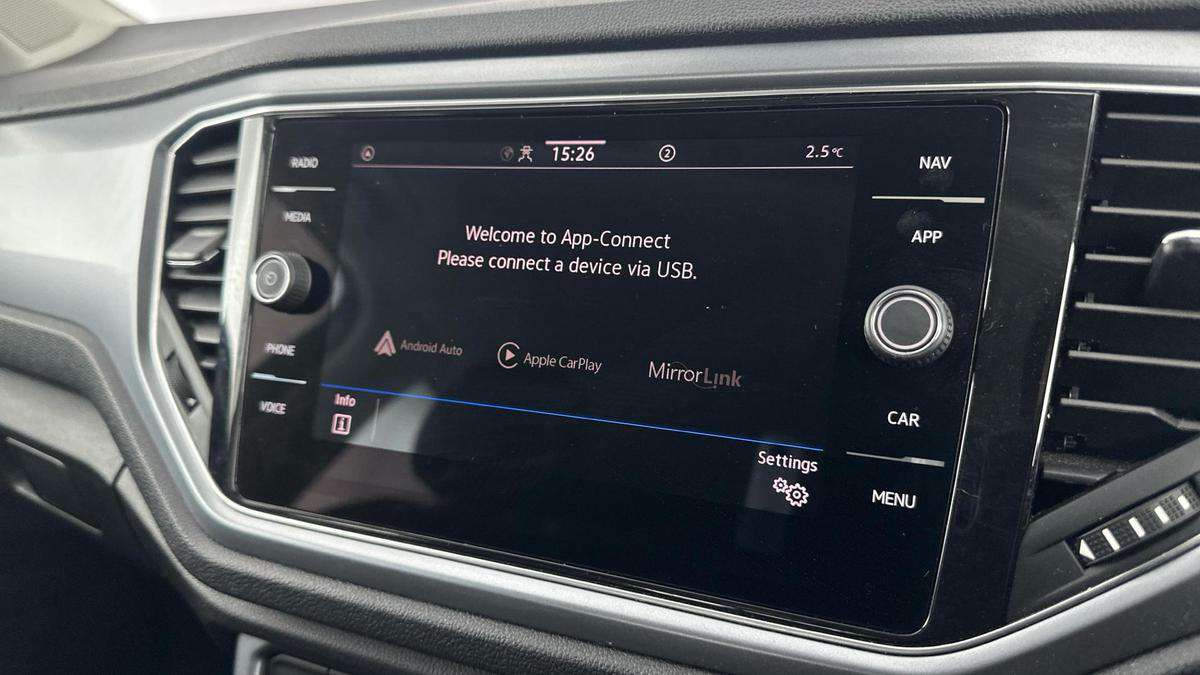 RADIO
MEDIA
PHONE
VOICE
15:26
2
2.5°C
Welcome to App-Connect
Please connect a device via USB.
Android Auto
Apple CarPlay
MirrorLink
Info
i
Settings
NAV
APP
CAR
MENU